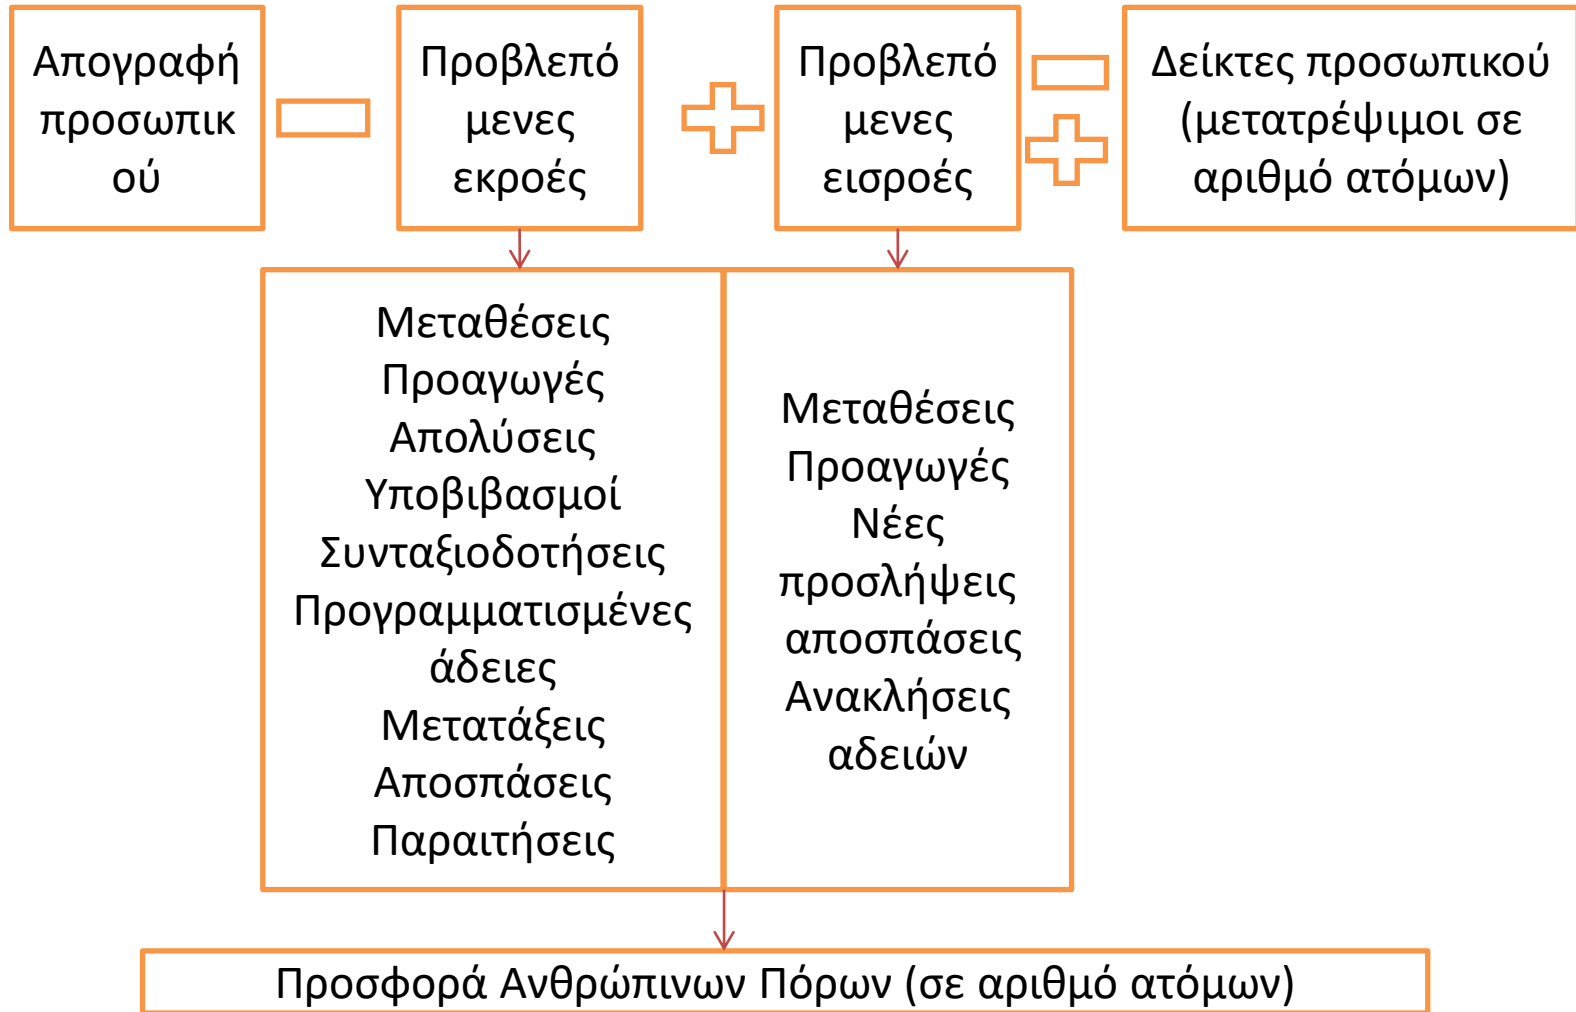 Απογραφή
προσωπικ
ού
Προβλεπό
μενες
εκροές
Προβλεπό
μενες
εισροές
Δείκτες προσωπικού
(μετατρέψιμοι σε
αριθμό ατόμων)
Μεταθέσεις
Προαγωγές
Απολύσεις
Υποβιβασμοί
Συνταξιοδοτήσεις
Προγραμματισμένες
άδειες
Μετατάξεις
Αποσπάσεις
Παραιτήσεις
Μεταθέσεις
Προαγωγές
Νέες
προσλήψεις
αποσπάσεις
Ανακλήσεις
αδειών
Προσφορά Ανθρώπινων Πόρων (σε αριθμό ατόμων)